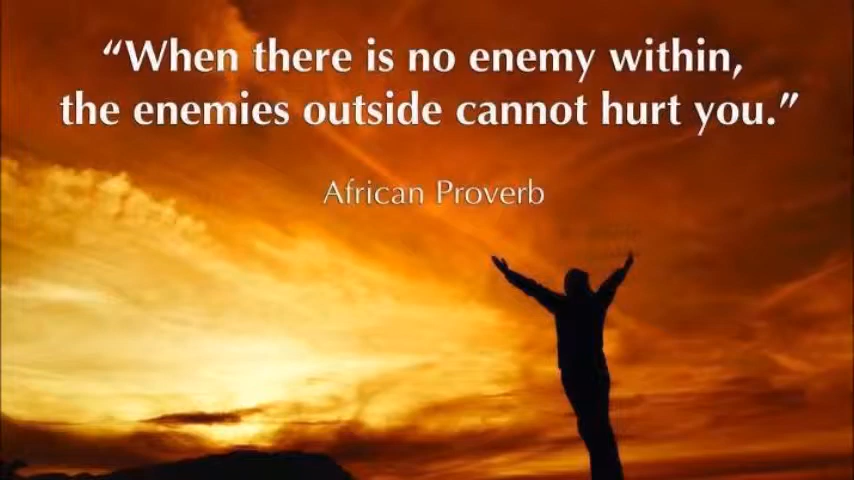 “When there is no enemy within,
the enemies outside cannot hurt you.”
African Proverb